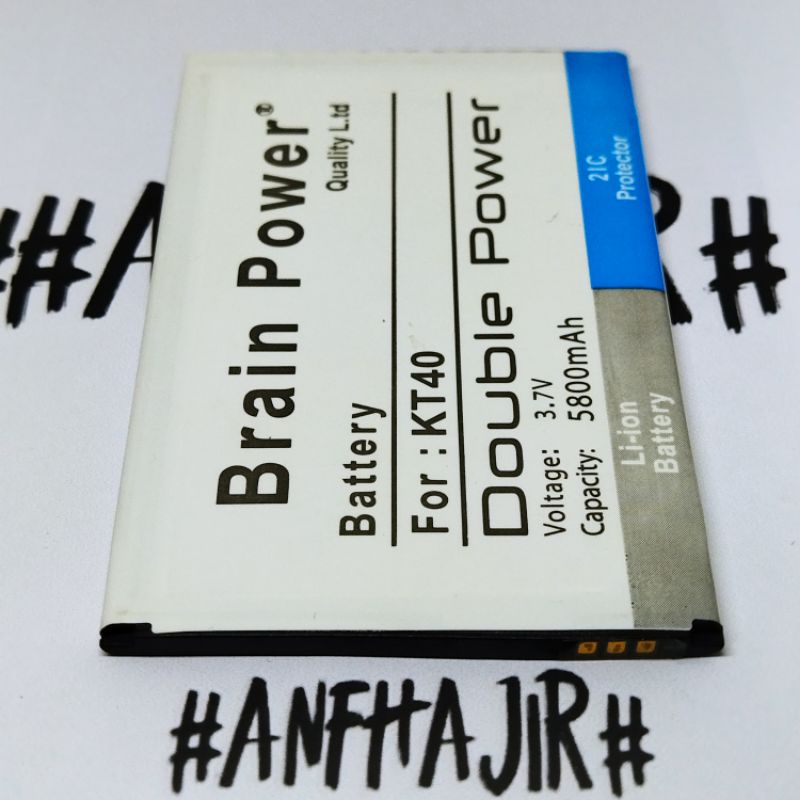 Brain Power®
Quality L.td
Battery
For : KT40
Double Power
Voltage: 3.7V
Capacity: 5800mAh
2IC
Protector
Li-ion
Battery
#ANFHAJIR#